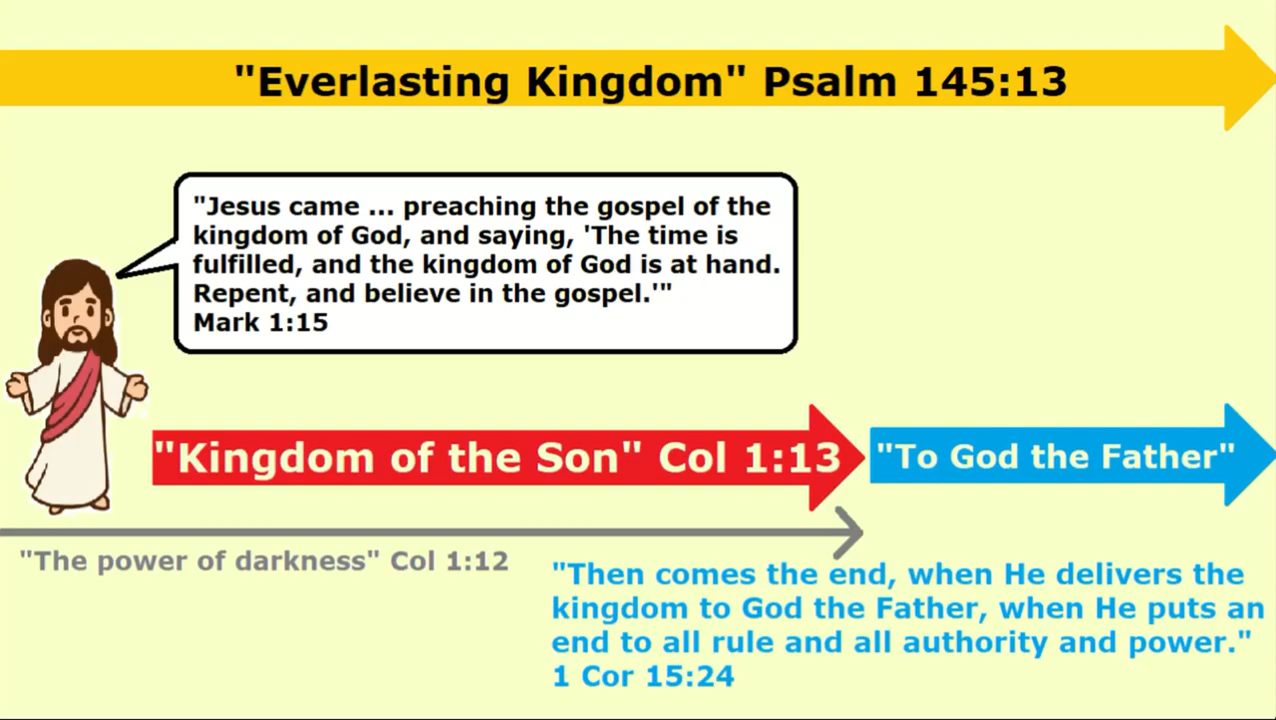 "Everlasting Kingdom" Psalm 145:13
"Jesus came ... preaching the gospel of the
kingdom of God, and saying, 'The time is
fulfilled, and the kingdom of God is at hand.
Repent, and believe in the gospel.'"
Mark 1:15
"Kingdom of the Son" Col 1:13
"To God the Father"
"The power of darkness" Col 1:12
"Then comes the end, when He delivers the
kingdom to God the Father, when He puts an
end to all rule and all authority and power."
1 Cor 15:24